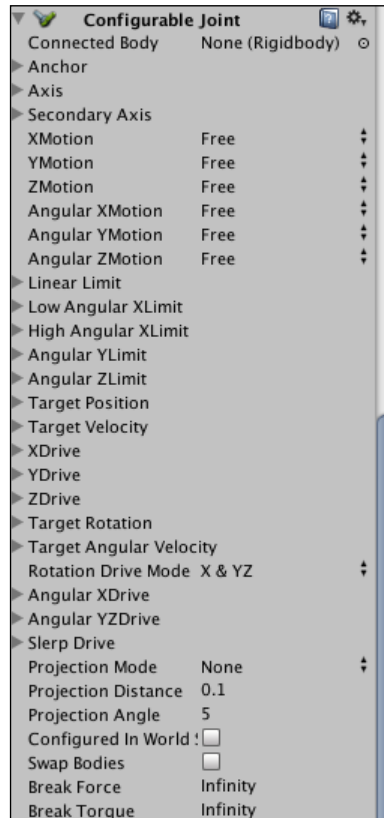 Configurable Joint
Connected Body None (Rigidbody)
Anchor
Axis
Secondary Axis
XMotion Free
YMotion Free
ZMotion Free
Angular XMotion Free
Angular YMotion Free
Angular ZMotion Free
Linear Limit
Low Angular XLimit
High Angular XLimit
Angular YLimit
Angular ZLimit
Target Position
Target Velocity
XDrive
YDrive
ZDrive
Target Rotation
Target Angular Velocity
Rotation Drive Mode X & YZ
Angular XDrive
Angular YZDrive
Slerp Drive
Projection Mode None
Projection Distance 0.1
Projection Angle 5
Configured In World
Swap Bodies
Break Force Infinity
Break Torque Infinity